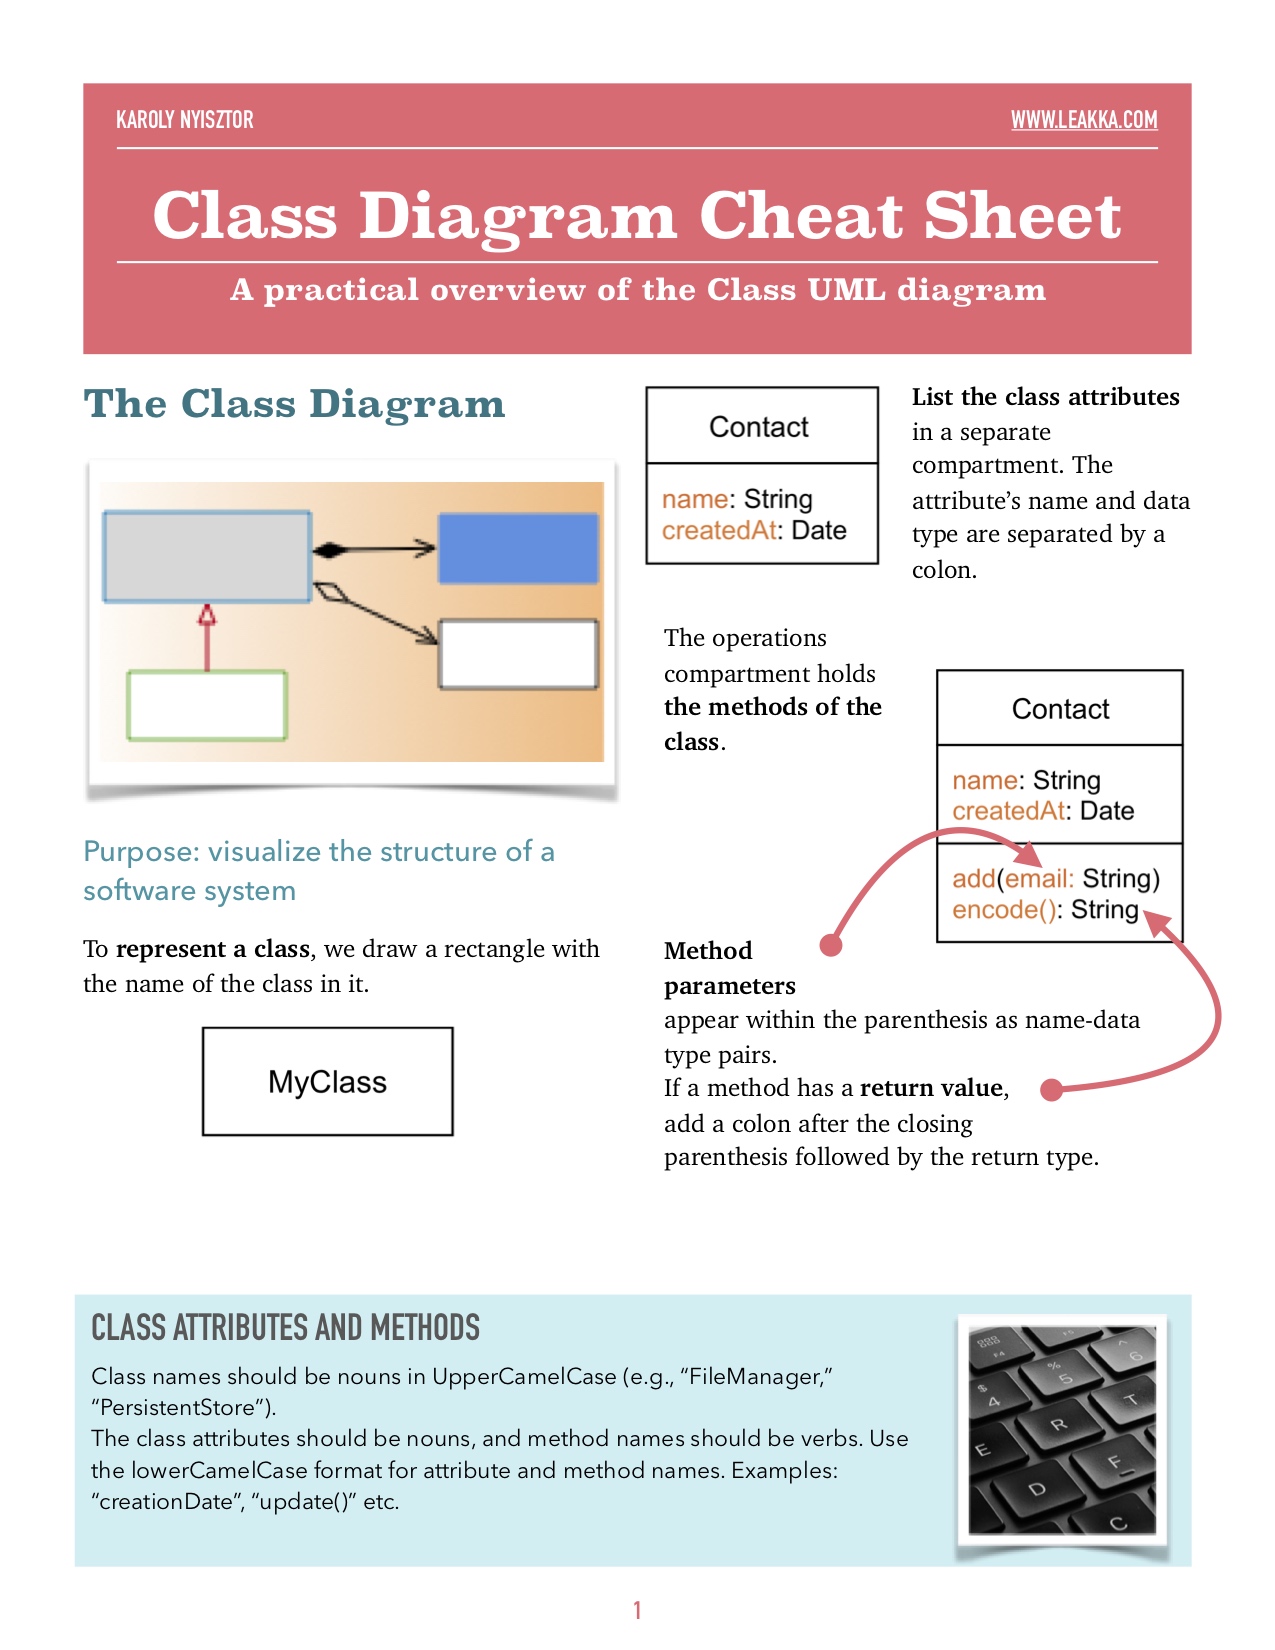 KAROLY NYISZTOR
WWW.LEAKKA.COM
Class Diagram Cheat Sheet
A practical overview of the Class UML diagram
The Class Diagram
Purpose: visualize the structure of a
software system
To represent a class, we draw a rectangle with
the name of the class in it.
MyClass
Contact
name: String
createdAt: Date
List the class attributes
in a separate
compartment. The
attribute’s name and data
type are separated by a
colon.
The operations
compartment holds
the methods of the
class.
Contact
name: String
createdAt: Date
add(email: String)
encode(): String
Method
parameters
appear within the parenthesis as name-data
type pairs.
If a method has a return value,
add a colon after the closing
parenthesis followed by the return type.
CLASS ATTRIBUTES AND METHODS
Class names should be nouns in UpperCamelCase (e.g., “FileManager,”
“PersistentStore”).
The class attributes should be nouns, and method names should be verbs. Use
the lowerCamelCase format for attribute and method names. Examples:
“creationDate”, “update()” etc.
F4
^
6
%
5
$
4
R
T
E
D
F
C
1